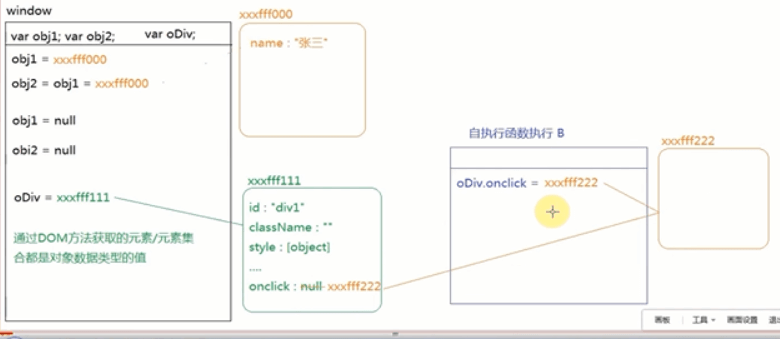 window
var obj1; var obj2; var oDiv;
obj1 = xxxfff000
obj2 = obj1 = xxxfff000
obj1 = null
obi2 = null
oDiv = xxxfff111
通过DOM方法获取的元素/元素集
合都是对象数据类型的值
xxxfff000
name : "张三"
xxxfff111
id : "div1"
className : ""
style : [object]
....
onclick : null xxxfff222
自执行函数执行 B
oDiv.onclick = xxxfff222
xxxfff222
画板 工具 画面设置